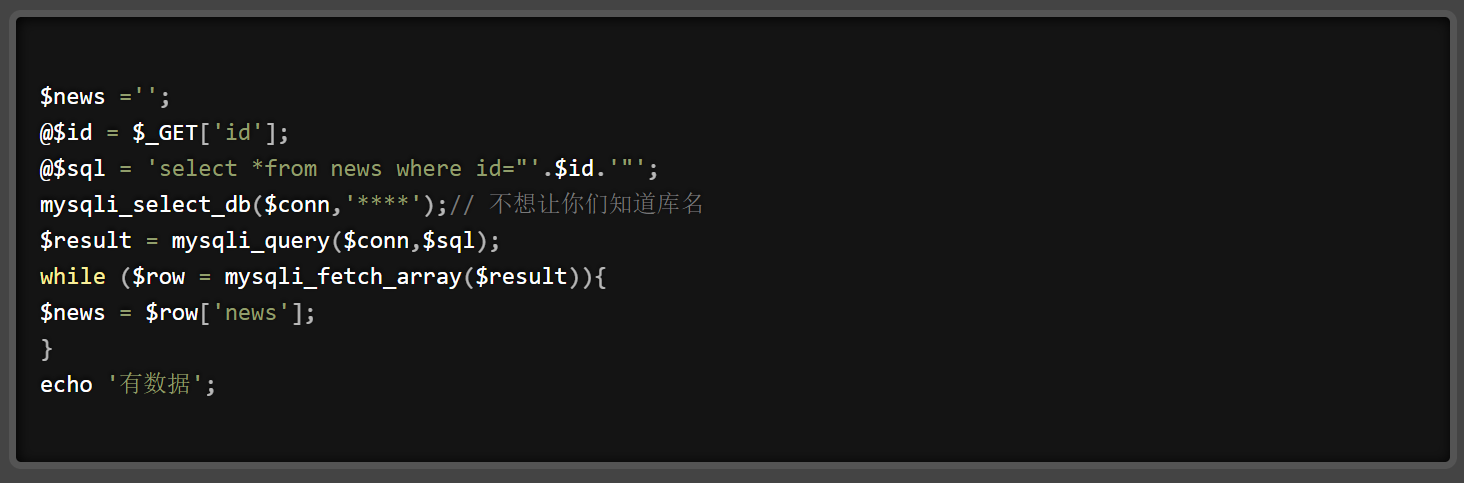 $news ='';
@$id = $_GET['id'];
@$sql = 'select *from news where id="'.$id.'"';
mysqli_select_db($conn,'****');// 不想让你们知道库名
$result = mysqli_query($conn,$sql);
while ($row = mysqli_fetch_array($result)){
$news = $row['news'];
}
echo '有数据';